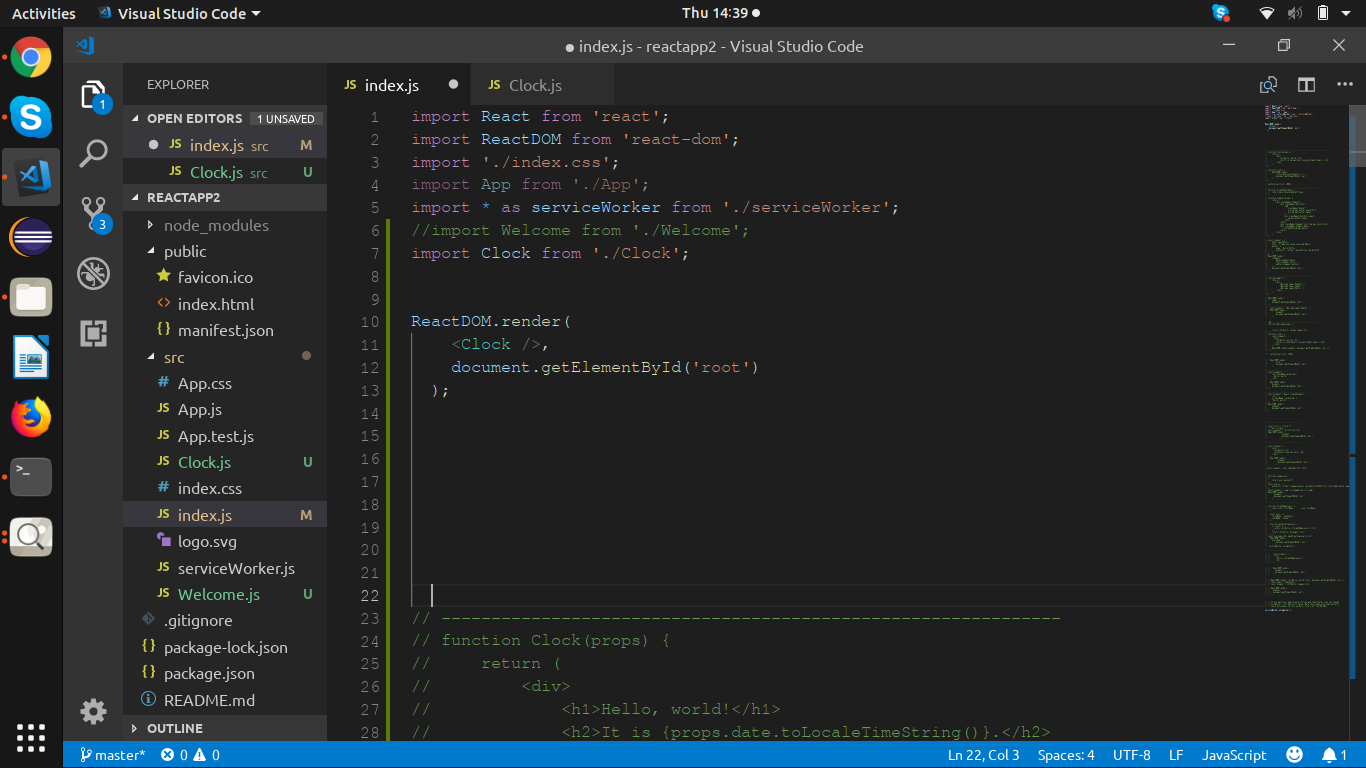 Activities Visual Studio Code Thu 14:39
index.js - reactapp2 - Visual Studio Code
EXPLORER
OPEN EDITORS 1 UNSAVED
JS index.js src M
JS Clock.js src U
REACTAPP2
node_modules
public
favicon.ico
<> index.html
{} manifest.json
src
# App.css
JS App.js
JS App.test.js
JS Clock.js U
# index.css
JS index.js M
logo.svg
JS serviceWorker.js
JS Welcome.js U
.gitignore
{} package-lock.json
{} package.json
README.md
OUTLINE
1
3
JS index.js JS Clock.js
1 import React from 'react';
2 import ReactDOM from 'react-dom';
3 import './index.css';
4 import App from './App';
5 import * as serviceWorker from './serviceWorker';
6 //import Welcome from './Welcome';
7 import Clock from './Clock';
8
9
10 ReactDOM.render(
11 <Clock />,
12 document.getElementById('root')
13 );
14
15
16
17
18
19
20
21
22
23 // --------------------------------------------------------------
24 // function Clock(props) {
25 // return (
26 // <div>
27 // <h1>Hello, world!</h1>
28 // <h2>It is {props.date.toLocaleTimeString()}.</h2>
master* 0 0 Ln 22, Col 3 Spaces: 4 UTF-8 LF JavaScript 1